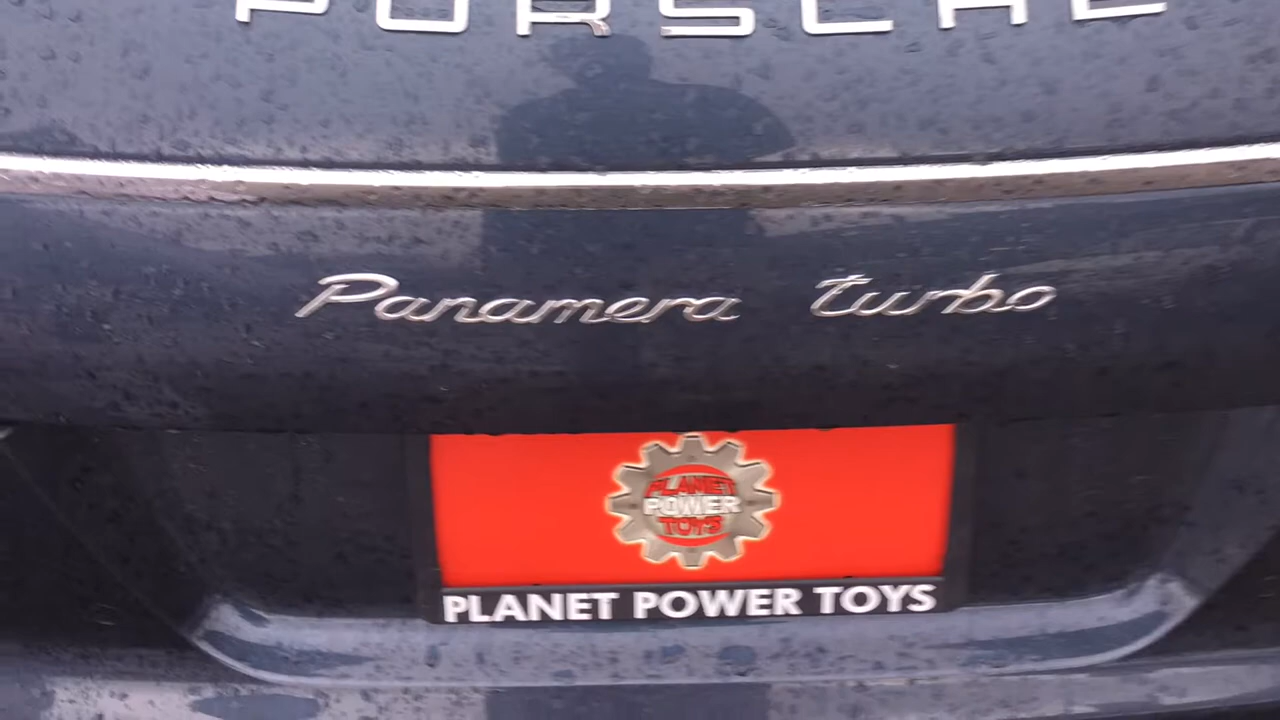 PORSCHE
Panamera turbo
PLANET
POWER
TOYS
PLANET POWER TOYS